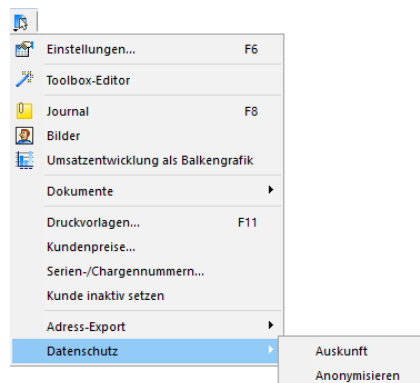 Einstellungen... F6
Toolbox-Editor
Journal F8
Bilder
Umsatzentwicklung als Balkengrafik
Dokumente
Druckvorlagen... F11
Kundenpreise...
Serien-/Chargennummern...
Kunde inaktiv setzen
Adress-Export
Datenschutz
Auskunft
Anonymisieren